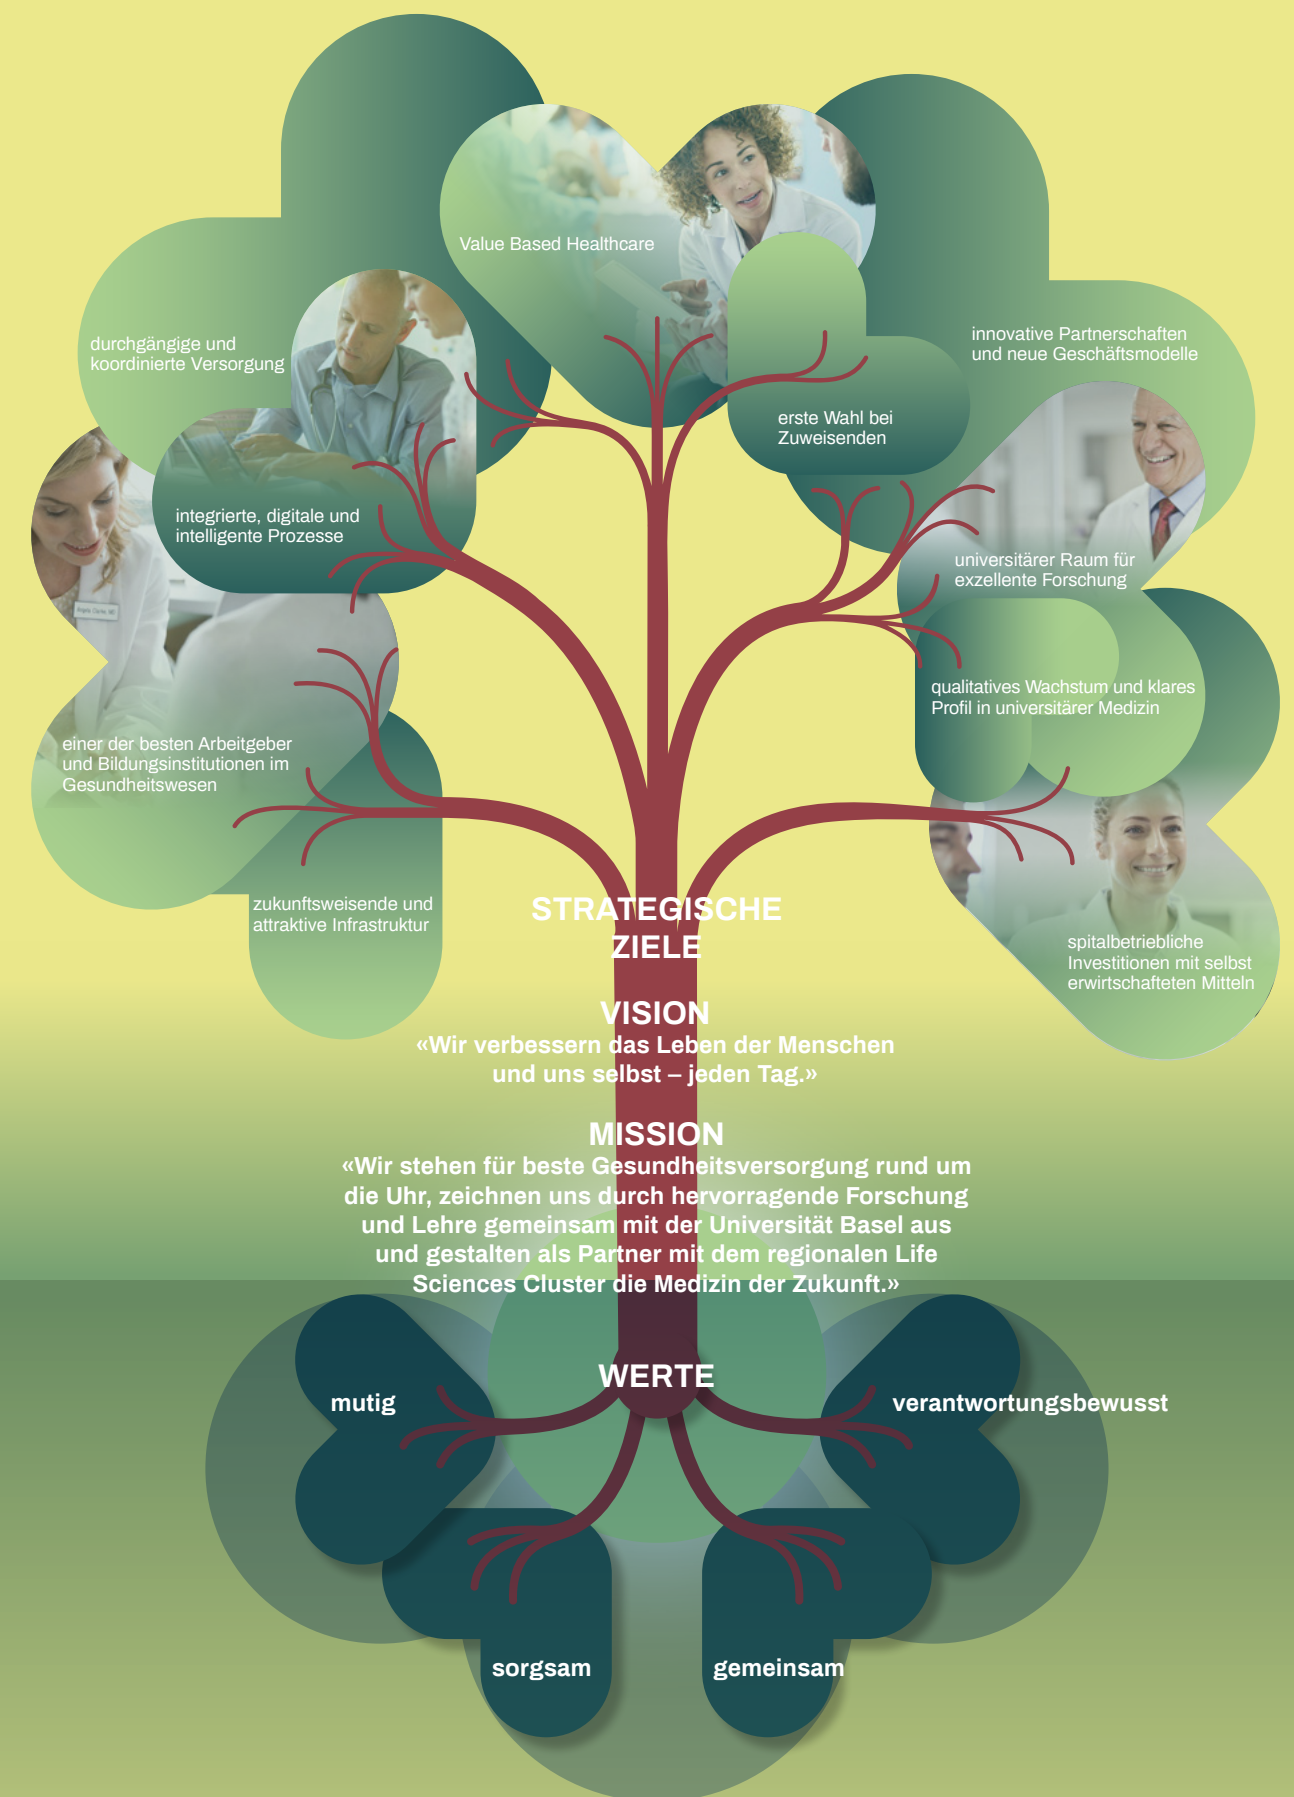 Value Based Healthcare
durchgängige und
koordinierte Versorgung
innovative Partnerschaften
und neue Geschäftsmodelle
erste Wahl bei
Zuweisenden
integrierte, digitale und
intelligente Prozesse
universitärer Raum für
exzellente Forschung
qualitatives Wachstum und klares
Profil in universitärer Medizin
einer der besten Arbeitgeber
und Bildungsinstitutionen im
Gesundheitswesen
zukunftsweisende und
attraktive Infrastruktur
spitalbetriebliche
Investitionen mit selbst
erwirtschafteten Mitteln
STRATEGISCHE
ZIELE
VISION
«Wir verbessern das Leben der Menschen
und uns selbst – jeden Tag.»
MISSION
«Wir stehen für beste Gesundheitsversorgung rund um
die Uhr, zeichnen uns durch hervorragende Forschung
und Lehre gemeinsam mit der Universität Basel aus
und gestalten als Partner mit dem regionalen Life
Sciences Cluster die Medizin der Zukunft.»
WERTE
mutig
verantwortungsbewusst
sorgsam
gemeinsam